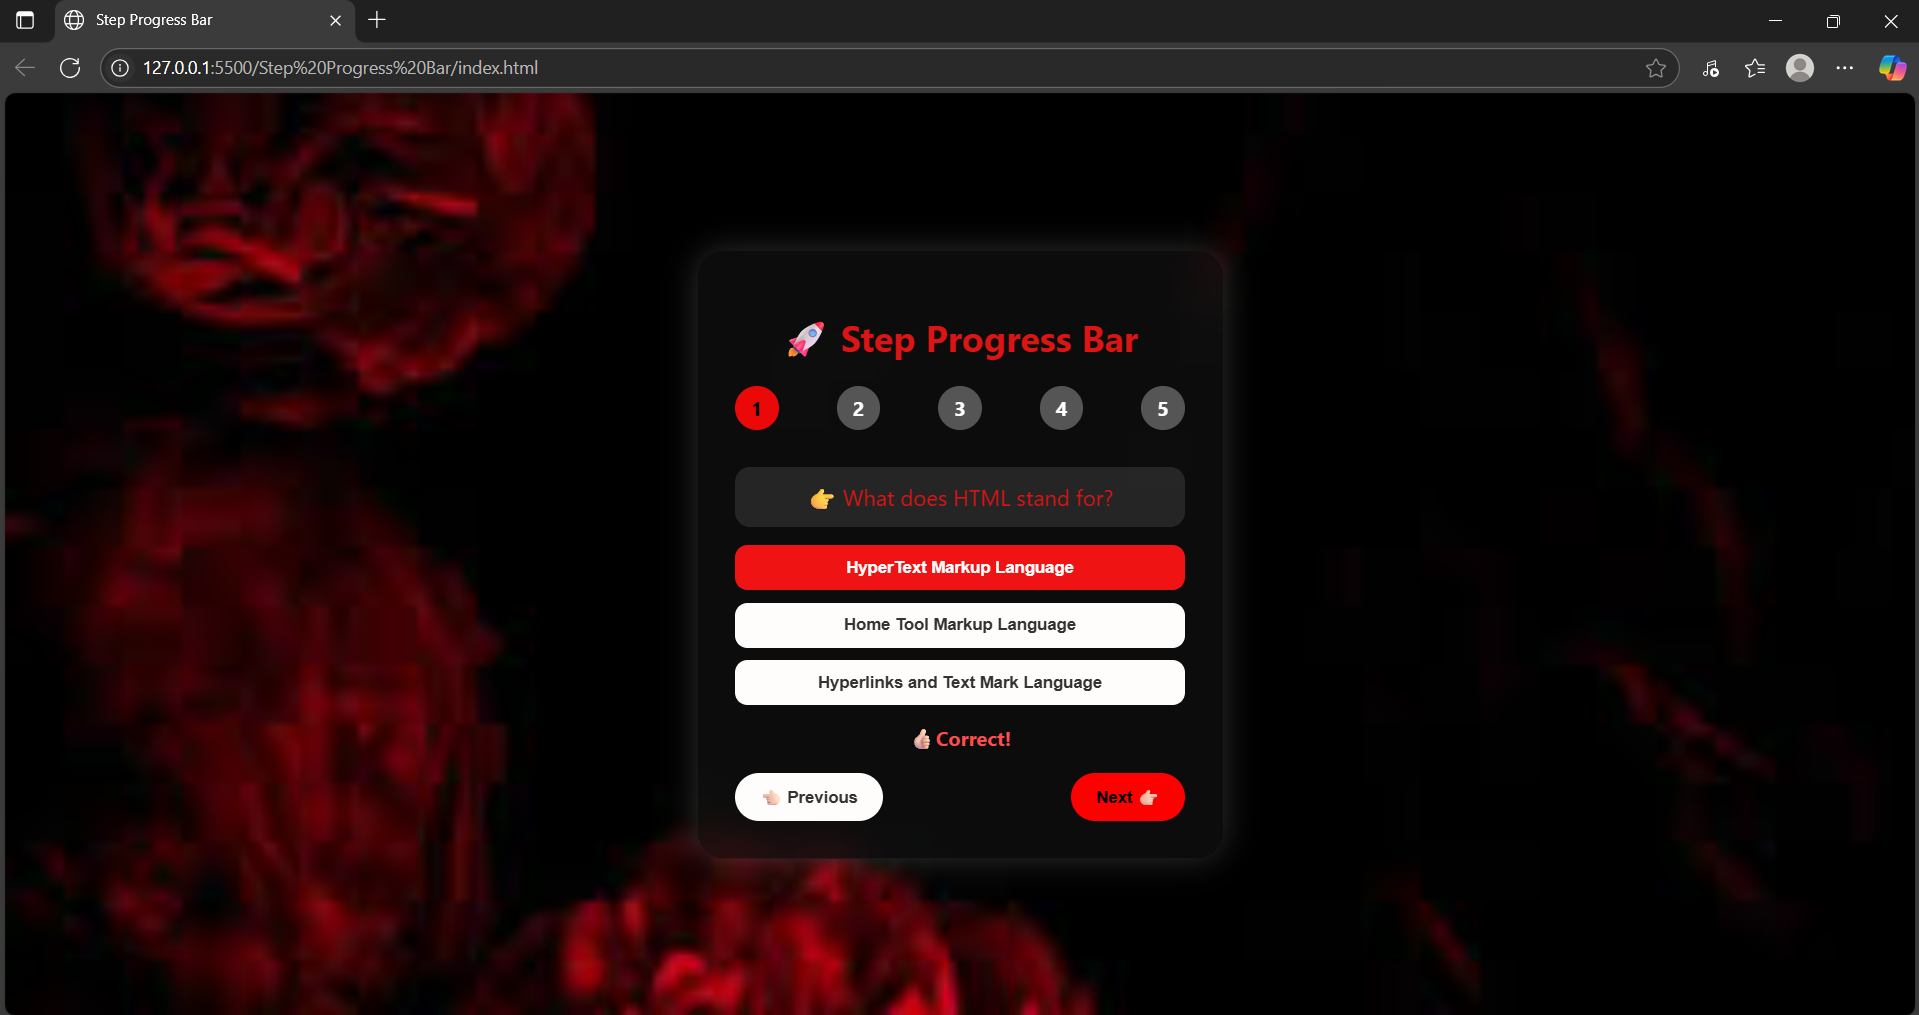 Step Progress Bar
127.0.0.1:5500/Step%20Progress%20Bar/index.html
🚀 Step Progress Bar
1 2 3 4 5
👉 What does HTML stand for?
HyperText Markup Language
Home Tool Markup Language
Hyperlinks and Text Mark Language
👍🏻 Correct!
👈🏻 Previous
Next 👉🏻